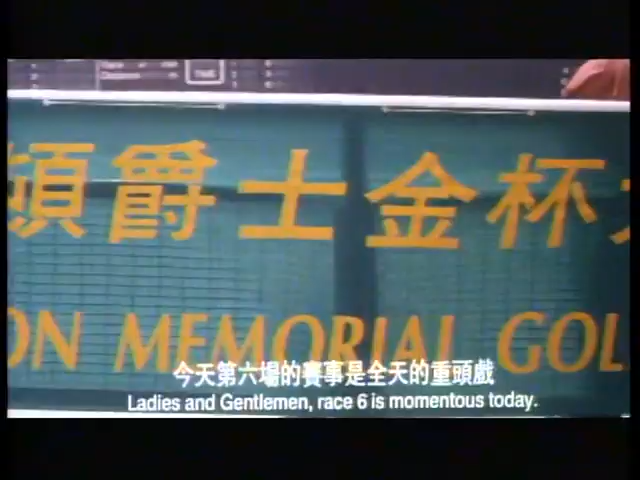 TIME
頓爵士金杯
ON MEMORIAL GOL
今天第六場的賽事是全天的重頭戲
Ladies and Gentlemen, race 6 is momentous today.